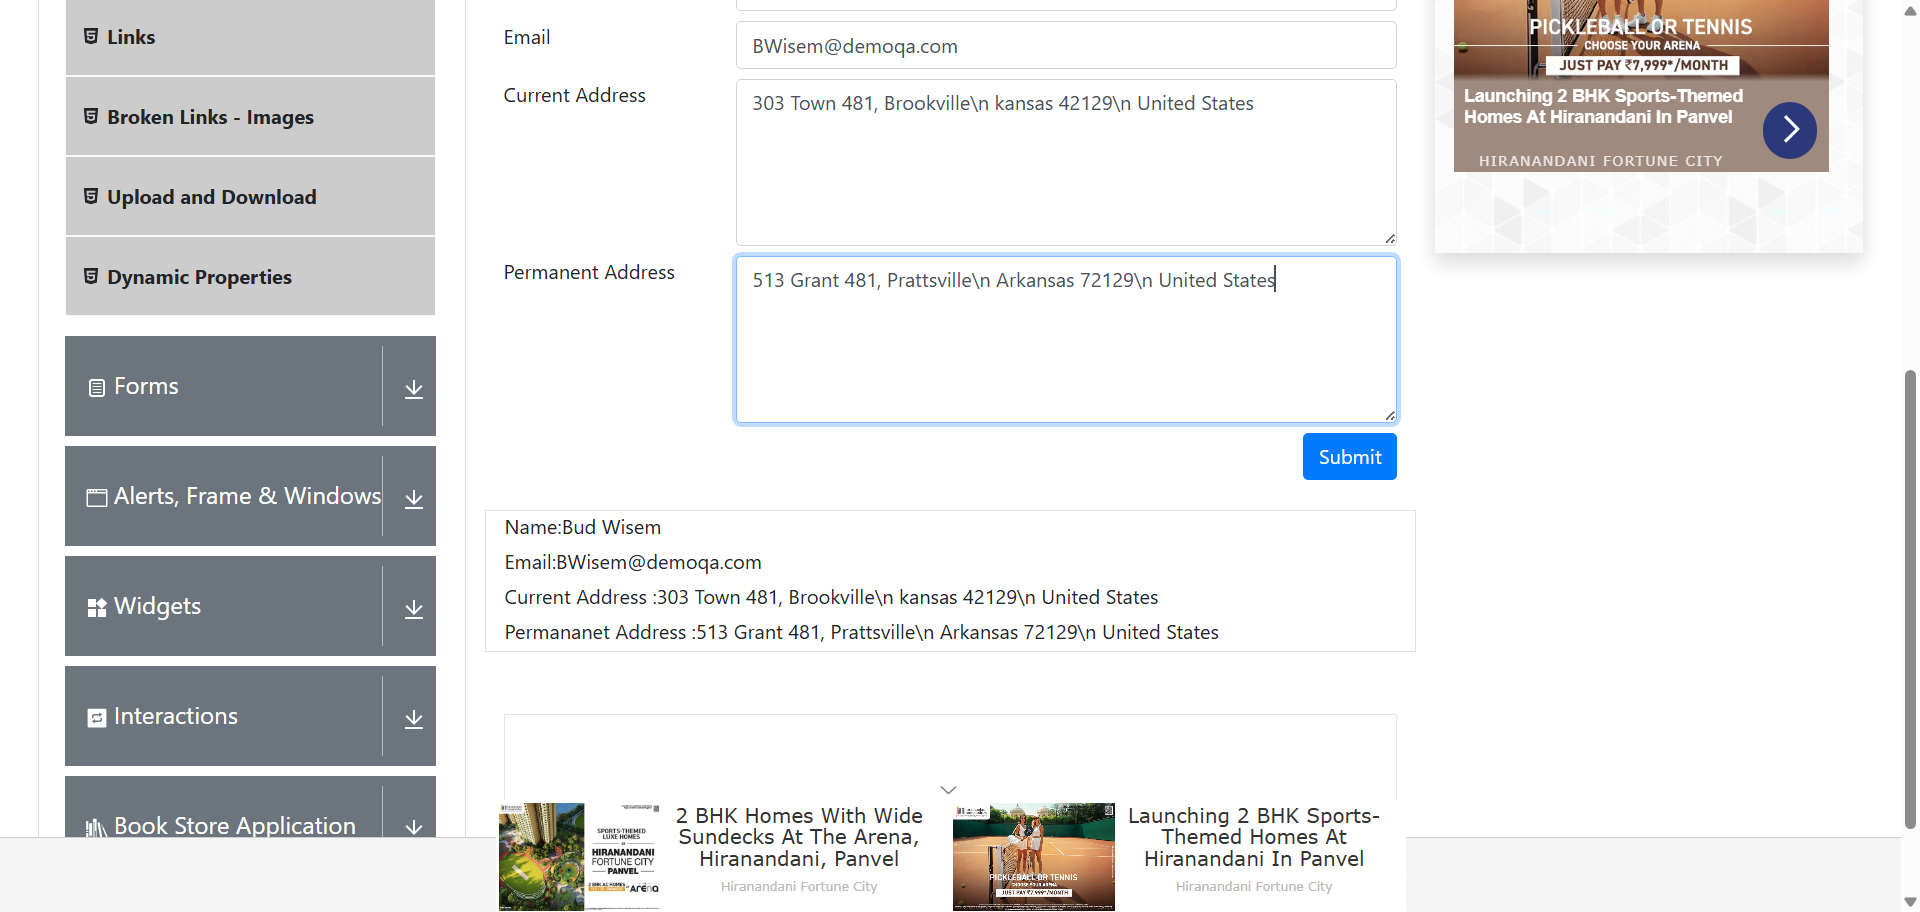 Links
Broken Links - Images
Upload and Download
Dynamic Properties
Forms
Alerts, Frame & Windows
Widgets
Interactions
Book Store Application
Email
BWisem@demoqa.com
Current Address
303 Town 481, Brookville\n kansas 42129\n United States
Permanent Address
513 Grant 481, Prattsville\n Arkansas 72129\n United States
Submit
Name:Bud Wisem
Email:BWisem@demoqa.com
Current Address :303 Town 481, Brookville\n kansas 42129\n United States
Permananet Address :513 Grant 481, Prattsville\n Arkansas 72129\n United States
PICKLEBALL OR TENNIS
CHOOSE YOUR ARENA
JUST PAY ₹7,999*/MONTH
Launching 2 BHK Sports-Themed
Homes At Hiranandani In Panvel
HIRANANDANI FORTUNE CITY
SPORTS-THEMED
LUXE HOMES
HIRANANDANI
FORTUNE CITY
PANVEL
2 BHK Homes With Wide
Sundecks At The Arena,
Hiranandani, Panvel
Hiranandani Fortune City
PICKLEBALL OR TENNIS
CHOOSE YOUR ARENA
JUST PAY ₹7,999*/MONTH
Launching 2 BHK Sports-
Themed Homes At
Hiranandani In Panvel
Hiranandani Fortune City